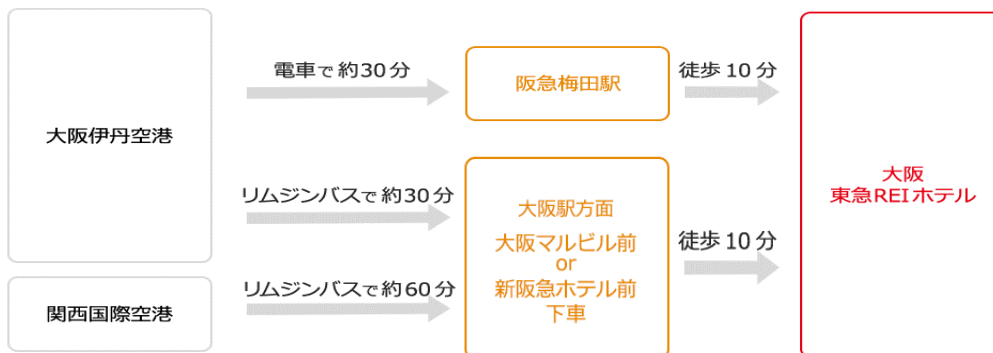 大阪伊丹空港
電車で約30分
阪急梅田駅
徒歩10分
リムジンバスで約30分
大阪駅方面
大阪マルビル前
or
新阪急ホテル前
下車
徒歩10分
大阪
東急REIホテル
関西国際空港
リムジンバスで約60分